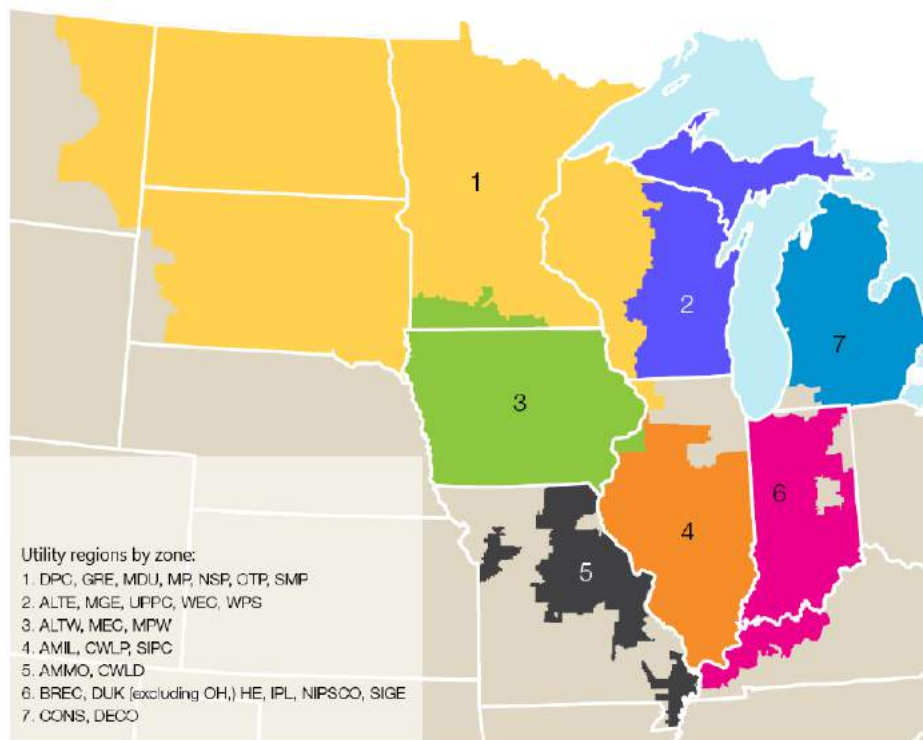 1
2
7
3
6
4
5
Utility regions by zone:
1. DPC, GRE, MDU, MP, NSP, OTP, SMP
2. ALTE, MGE, UPPC, WEC, WPS
3. ALTW, MEC, MPW
4. AMIL, CWLP, SIPC
5. AMMO, CWLD
6. BREC, DUK (excluding OH,) HE, IPL, NIPSCO, SIGE
7. CONS, DECO